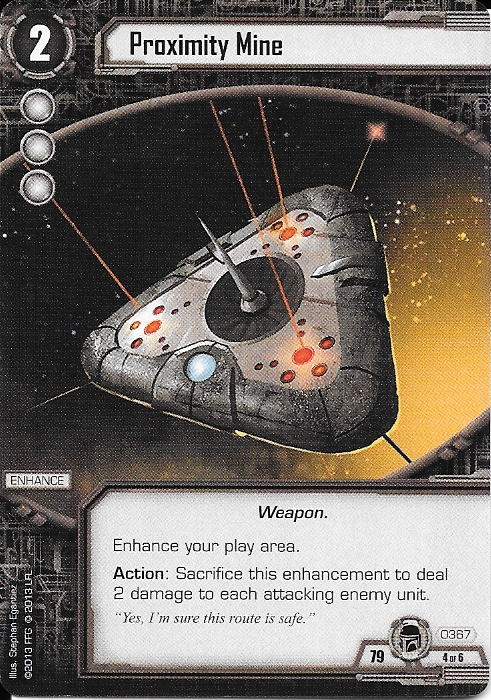 2
Proximity Mine
ENHANCE
Weapon.
Enhance your play area.
Action: Sacrifice this enhancement to deal
2 damage to each attacking enemy unit.
"Yes, I'm sure this route is safe."
Illus. Stephan Egartner
©2013 FFG © 2013 LFL
0367
79
4 of 6